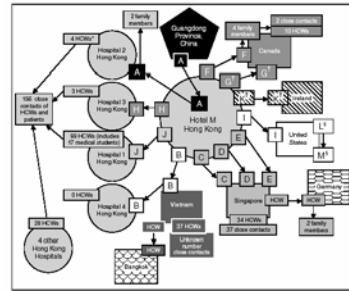 2 family
members
Guangdong
Province,
China
4 family
members
2 close contacts
10 HCWs
Canada
4 HCWs*
Hospital 2
Hong Kong
A
A
F
F
G†
G†
A
3 HCWs
Hospital 3
Hong Kong
H
H
Hotel M
Hong Kong
Ireland
I
I
United
States
L§
M§
156 close
contacts of
HCWs and
patients
99 HCWs (includes
17 medical students)
Hospital 1
Hong Kong
J
J
B
C
D
E
0 HCWs
Hospital 4
Hong Kong
B
B
C
D
E
Singapore
HCW
HCW
Germany
Vietnam
34 HCWs
37 close contacts
HCW
2 family
members
28 HCWs
4 other
Hong Kong
Hospitals
HCW
37 HCWs
Unknown
number
close contacts
HCW
Bangkok